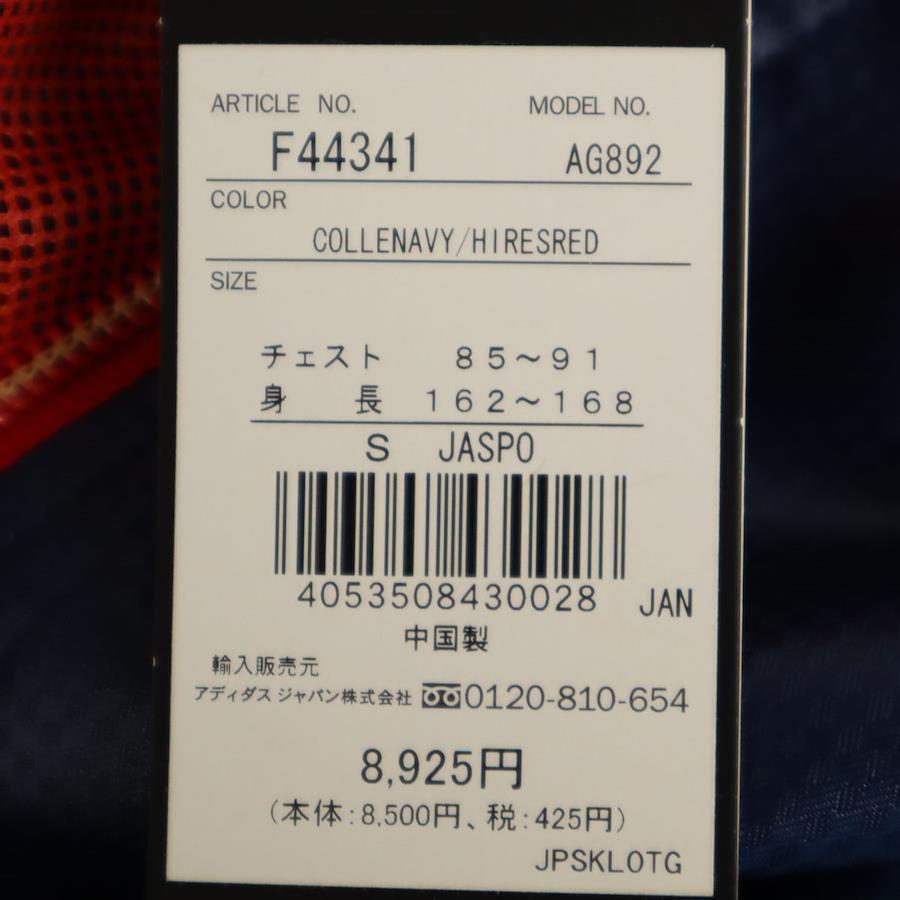 ARTICLE NO. MODEL NO.
F44341 AG892
COLOR
COLLENAVY/HIRESRED
SIZE
チェスト 85〜91
身 長 162〜168
S JASPO
4053508430028 JAN
中国製
輸入販売元
アディダス ジャパン株式会社 0120-810-654
8,925円
(本体:8,500円、税:425円)
JPSKLOTG